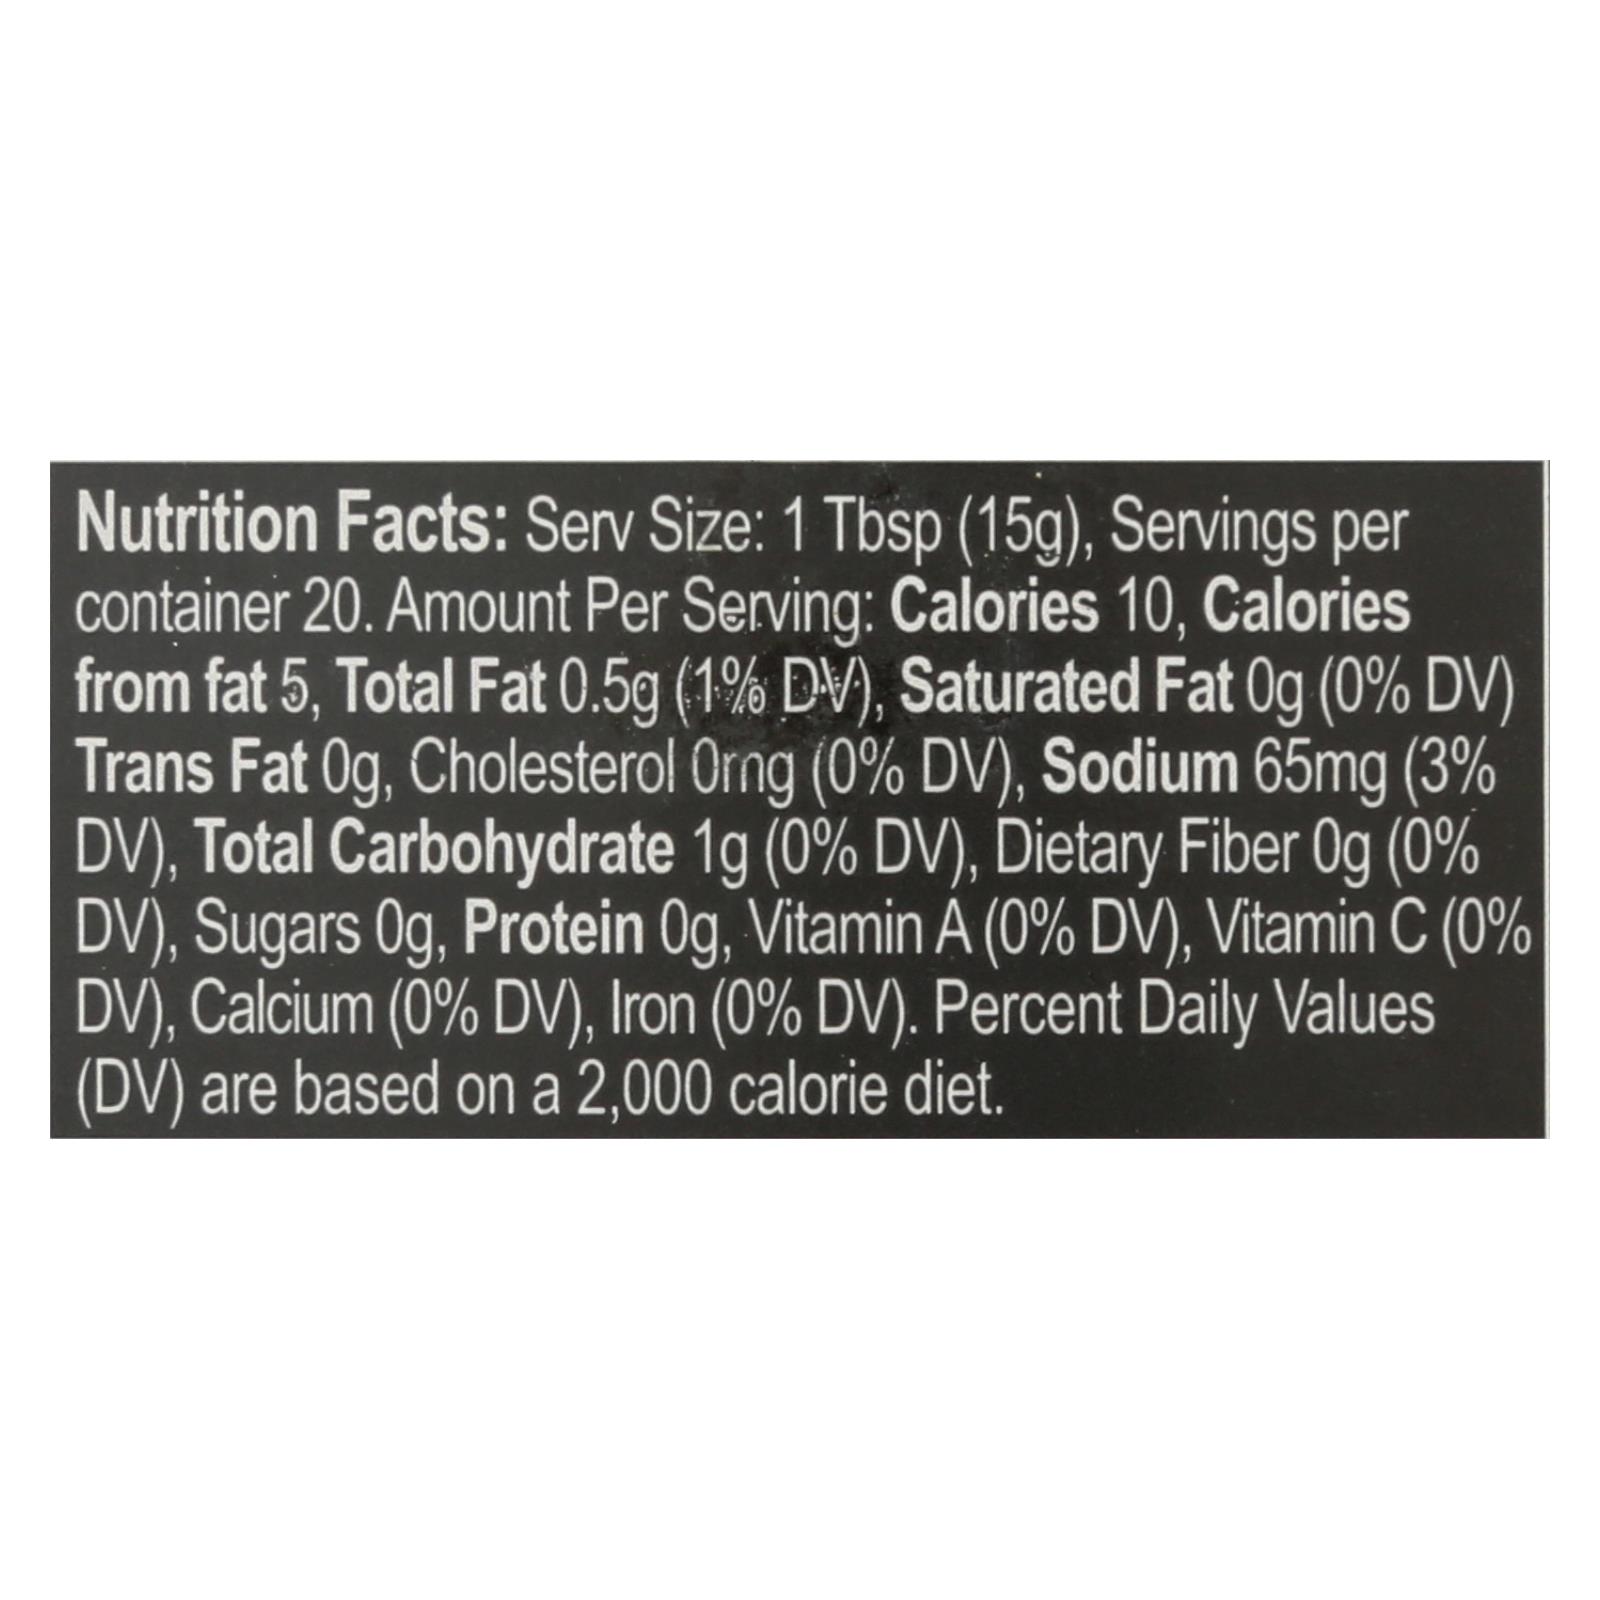 Nutrition Facts: Serv Size: 1 Tbsp (15g), Servings per
container 20. Amount Per Serving: Calories 10, Calories
from fat 5, Total Fat 0.5g (1% DV), Saturated Fat 0g (0% DV)
Trans Fat 0g, Cholesterol 0mg (0% DV), Sodium 65mg (3%
DV), Total Carbohydrate 1g (0% DV), Dietary Fiber 0g (0%
DV), Sugars 0g, Protein 0g, Vitamin A (0% DV), Vitamin C (0%
DV), Calcium (0% DV), Iron (0% DV). Percent Daily Values
(DV) are based on a 2,000 calorie diet.